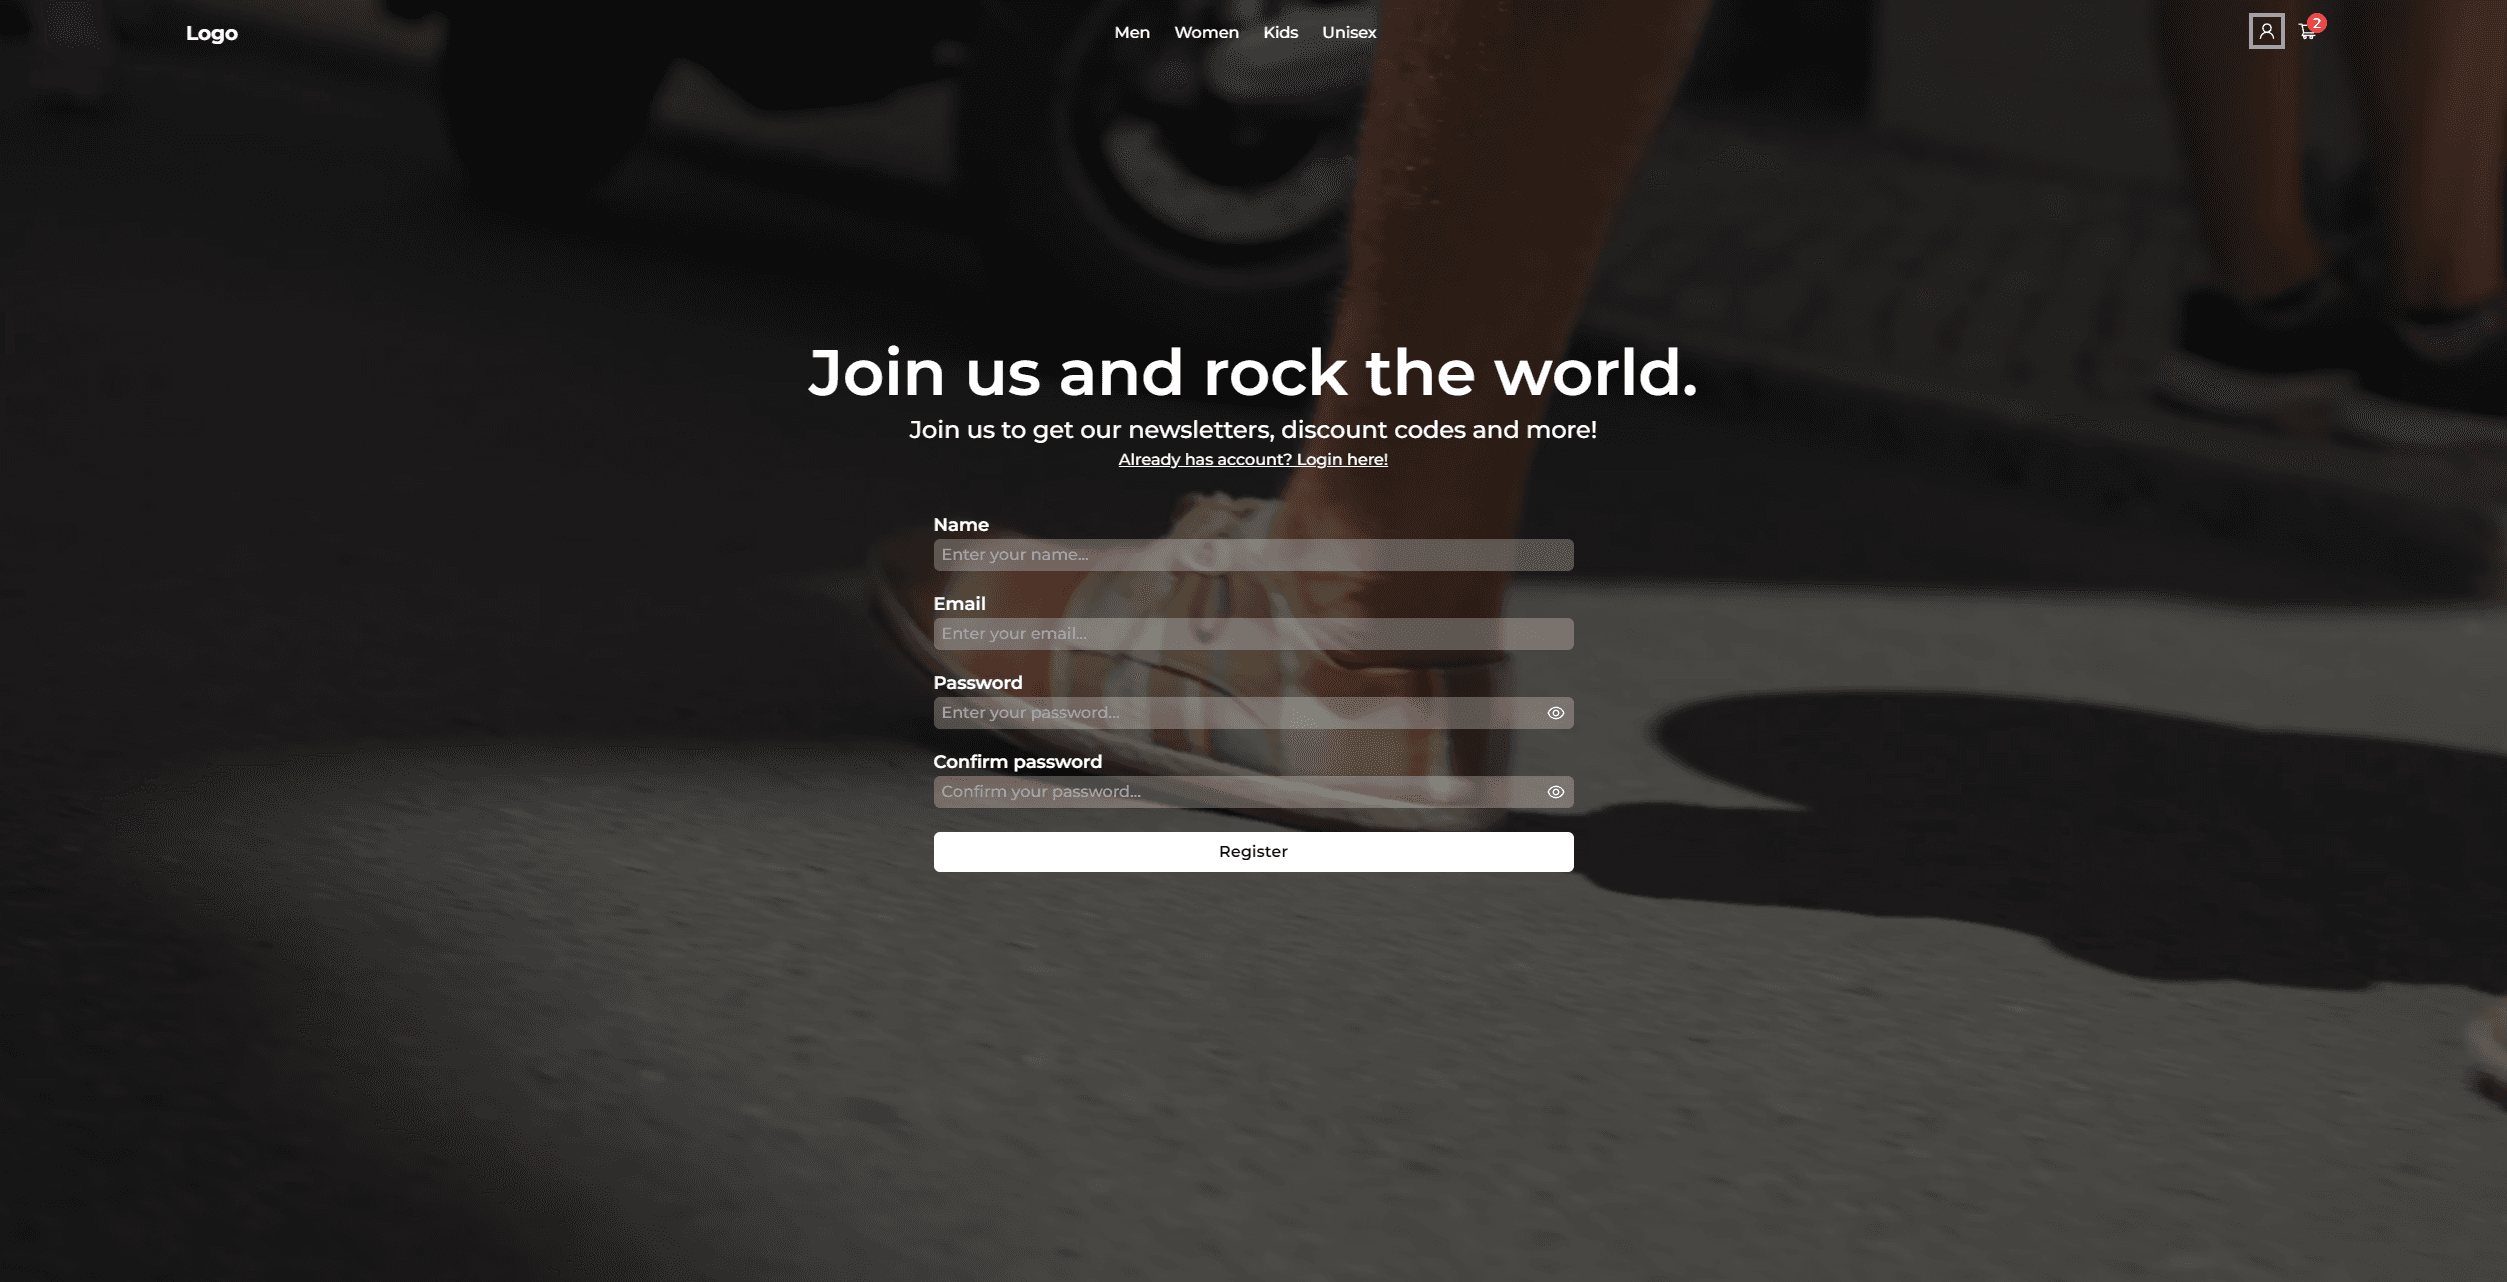 Logo
Men Women Kids Unisex
2
Join us and rock the world.
Join us to get our newsletters, discount codes and more!
Already has account? Login here!
Name
Enter your name...
Email
Enter your email...
Password
Enter your password...
Confirm password
Confirm your password...
Register